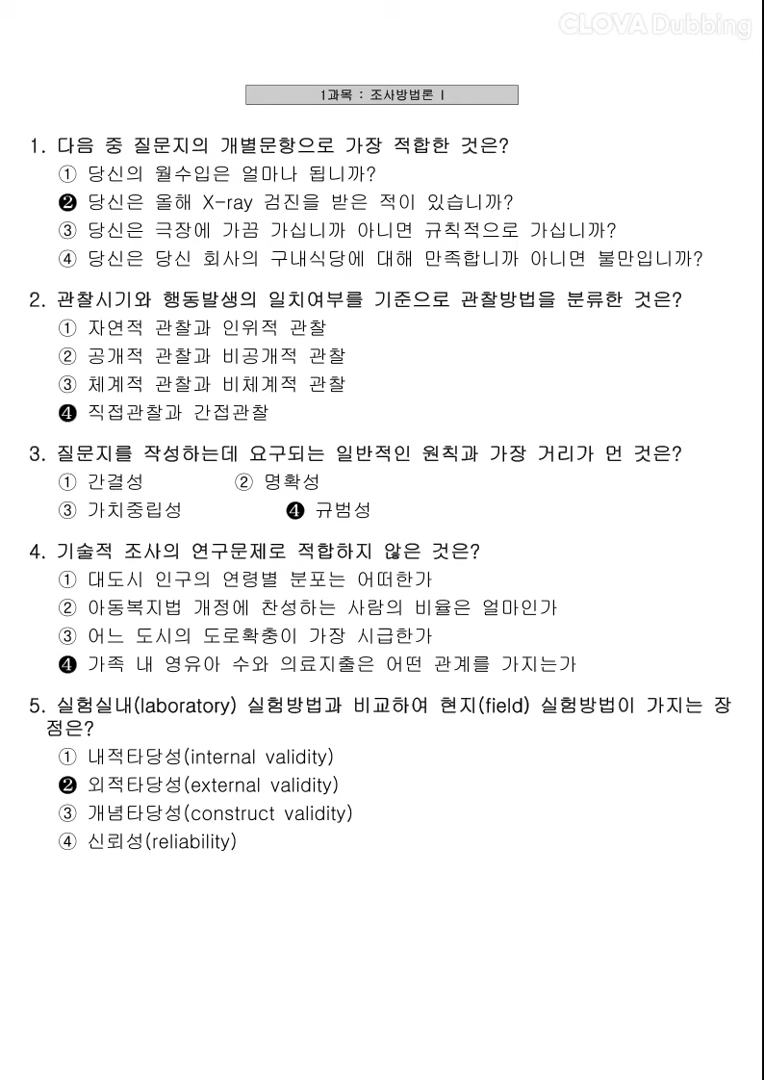 CLOVA Dubbing
1과목 : 조사방법론 I
1. 다음 중 질문지의 개별문항으로 가장 적합한 것은?
① 당신의 월수입은 얼마나 됩니까?
❷ 당신은 올해 X-ray 검진을 받은 적이 있습니까?
③ 당신은 극장에 가끔 가십니까 아니면 규칙적으로 가십니까?
④ 당신은 당신 회사의 구내식당에 대해 만족합니까 아니면 불만입니까?
2. 관찰시기와 행동발생의 일치여부를 기준으로 관찰방법을 분류한 것은?
① 자연적 관찰과 인위적 관찰
② 공개적 관찰과 비공개적 관찰
③ 체계적 관찰과 비체계적 관찰
❹ 직접관찰과 간접관찰
3. 질문지를 작성하는데 요구되는 일반적인 원칙과 가장 거리가 먼 것은?
① 간결성 ② 명확성
③ 가치중립성 ❹ 규범성
4. 기술적 조사의 연구문제로 적합하지 않은 것은?
① 대도시 인구의 연령별 분포는 어떠한가
② 아동복지법 개정에 찬성하는 사람의 비율은 얼마인가
③ 어느 도시의 도로확충이 가장 시급한가
❹ 가족 내 영유아 수와 의료지출은 어떤 관계를 가지는가
5. 실험실내(laboratory) 실험방법과 비교하여 현지(field) 실험방법이 가지는 장
점은?
① 내적타당성(internal validity)
❷ 외적타당성(external validity)
③ 개념타당성(construct validity)
④ 신뢰성(reliability)